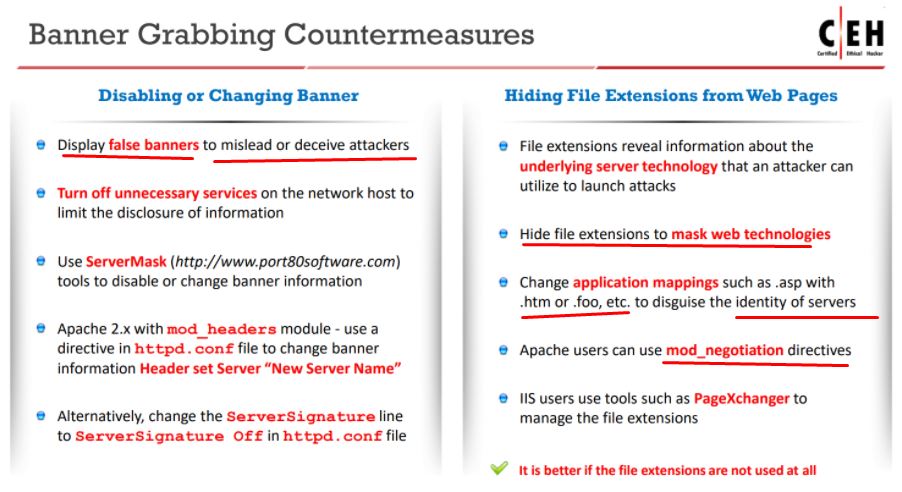 Banner Grabbing Countermeasures
C|EH
Certified Ethical Hacker
Disabling or Changing Banner
Display false banners to mislead or deceive attackers
Turn off unnecessary services on the network host to
limit the disclosure of information
Use ServerMask (http://www.port80software.com)
tools to disable or change banner information
Apache 2.x with mod_headers module - use a
directive in httpd.conf file to change banner
information Header set Server “New Server Name”
Alternatively, change the ServerSignature line
to ServerSignature Off in httpd.conf file
Hiding File Extensions from Web Pages
File extensions reveal information about the
underlying server technology that an attacker can
utilize to launch attacks
Hide file extensions to mask web technologies
Change application mappings such as .asp with
.htm or .foo, etc. to disguise the identity of servers
Apache users can use mod_negotiation directives
IIS users use tools such as PageXchanger to
manage the file extensions
It is better if the file extensions are not used at all